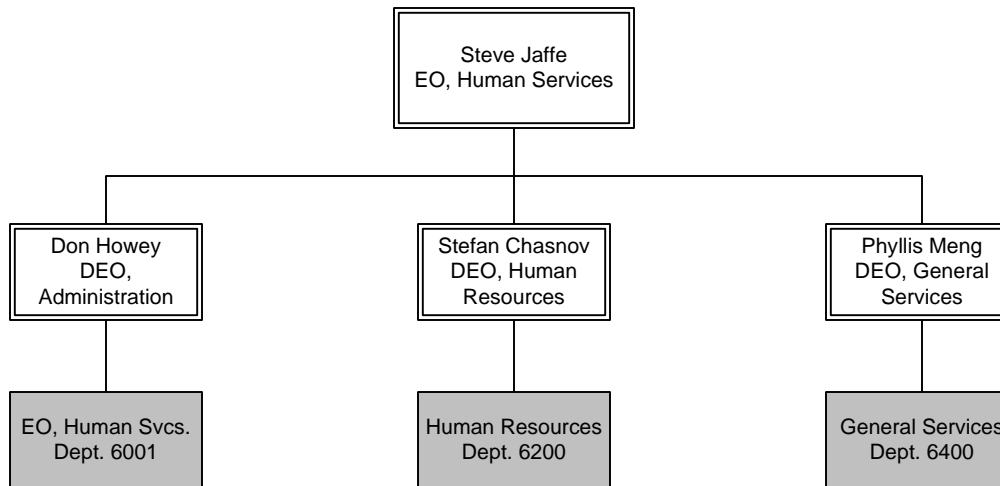 Steve Jaffe
EO, Human Services
Don Howey
DEO,
Administration
Stefan Chasnov
DEO, Human
Resources
Phyllis Meng
DEO, General
Services
EO, Human Svcs.
Dept. 6001
Human Resources
Dept. 6200
General Services
Dept. 6400